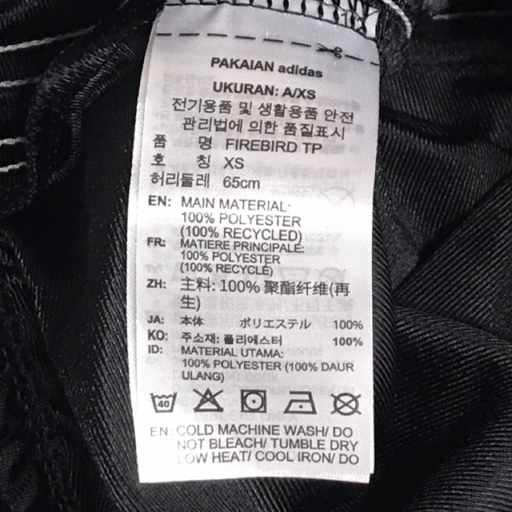 PAKAIAN adidas
UKURAN: A/XS
전기용품 및 생활용품 안전
관리법에 의한 품질표시
품 명 FIREBIRD TP
호 칭 XS
허리둘레 65cm
EN: MAIN MATERIAL:
100% POLYESTER
(100% RECYCLED)
FR: MATIERE PRINCIPALE:
100% POLYESTER
(100% RECYCLÉ)
ZH: 主料: 100% 聚酯纤维(再
生)
JA: 本体 ポリエステル 100%
KO: 주소재: 폴리에스터 100%
ID: MATERIAL UTAMA:
100% POLYESTER (100% DAUR
ULANG)
40
EN: COLD MACHINE WASH/ DO
NOT BLEACH/ TUMBLE DRY
LOW HEAT/ COOL IRON/ DO